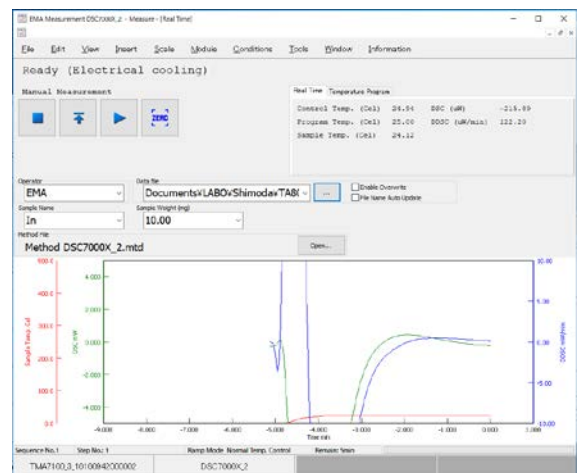 EMA Measurement DSC7000X_2 - Measure - [Real Time]
File Edit View Insert Scale Module Conditions Tools Window Information
Ready (Electrical cooling)
Manual Measurement
ZERO
Real Time Temperature Program
Control Temp. (Cel) 24.94 DSC (uW) -215.89
Program Temp. (Cel) 25.00 DDSC (uW/min) 122.20
Sample Temp. (Cel) 24.12
Operator Data file
EMA Documents¥LABO¥Shimoda¥TA80 ... Enable Overwrite
File Name Auto Update
Sample Name Sample Weight (mg)
In 10.00
Method File
Method DSC7000X_2.mtd Open...
500.0 10.00
4.000
400.0
5.00
2.000
300.0
0.000 0.00
200.0
-2.000
-5.00
100.0
-4.000
0.0 -10.00
Sample Temp. Cel
DSC mW
DDSC mW/min
-9.000 -8.000 -7.000 -6.000 -5.000 -4.000 -3.000 -2.000 -1.000 0.000 1.000
Time min
Sequence No.1 Step No.: 1 Ramp Mode Normal Temp. Control Remain: 5min
TMA7100_3_10100942000002 DSC7000X_2